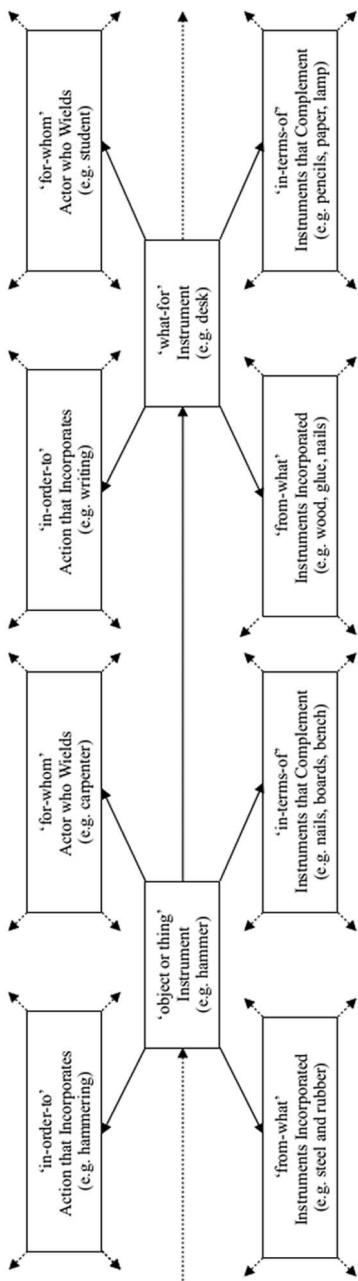 'in-order-to'
Action that Incorporates
(e.g. hammering)
'for-whom'
Actor who Wields
(e.g. carpenter)
'in-order-to'
Action that Incorporates
(e.g. writing)
'for-whom'
Actor who Wields
(e.g. student)
'object or thing'
Instrument
(e.g. hammer)
'what-for'
Instrument
(e.g. desk)
'from-what'
Instruments Incorporated
(e.g. steel and rubber)
'in-terms-of'
Instruments that Complement
(e.g. nails, boards, bench)
'from-what'
Instruments Incorporated
(e.g. wood, glue, nails)
'in-terms-of'
Instruments that Complement
(e.g. pencils, paper, lamp)